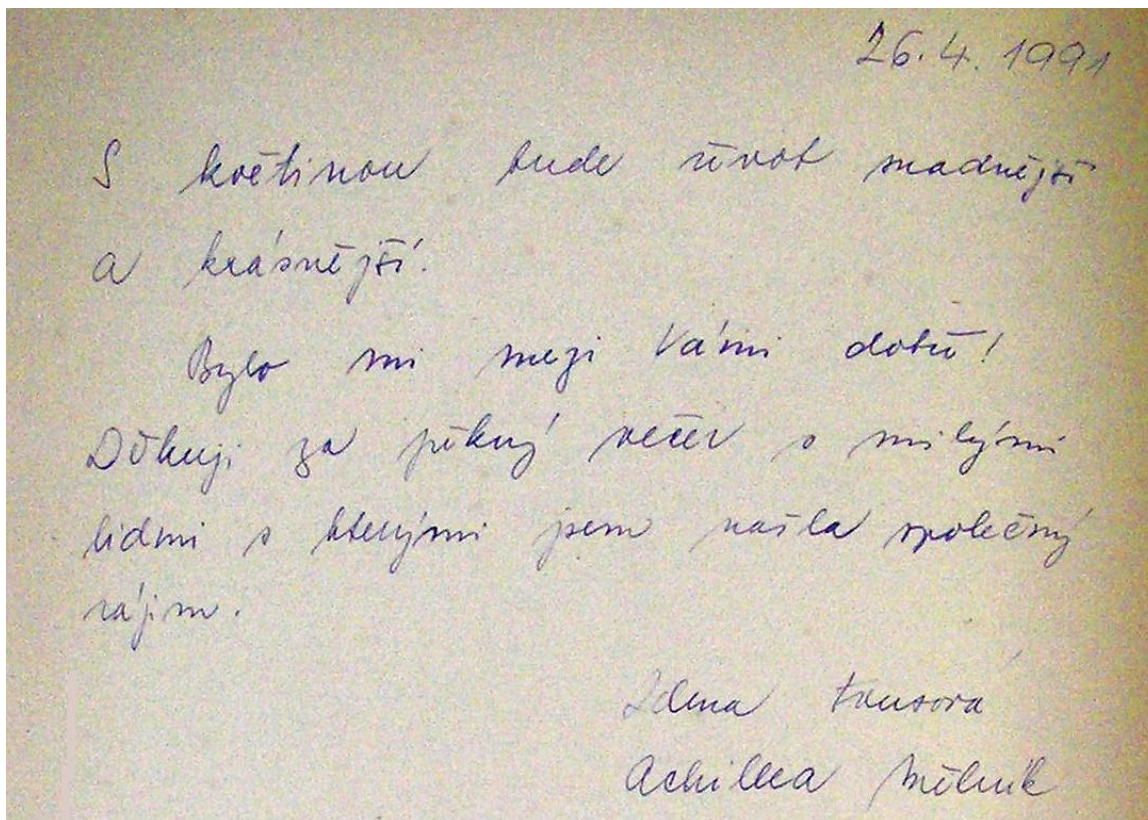 26.4. 1991
S květinou bude život snadnější
a krásnější.
Bylo mi mezi Vámi dobře!
Děkuji za pěkný večer s milými
lidmi s kterými jsem našla společný
zájem.
Zdena
Achillea Mělník